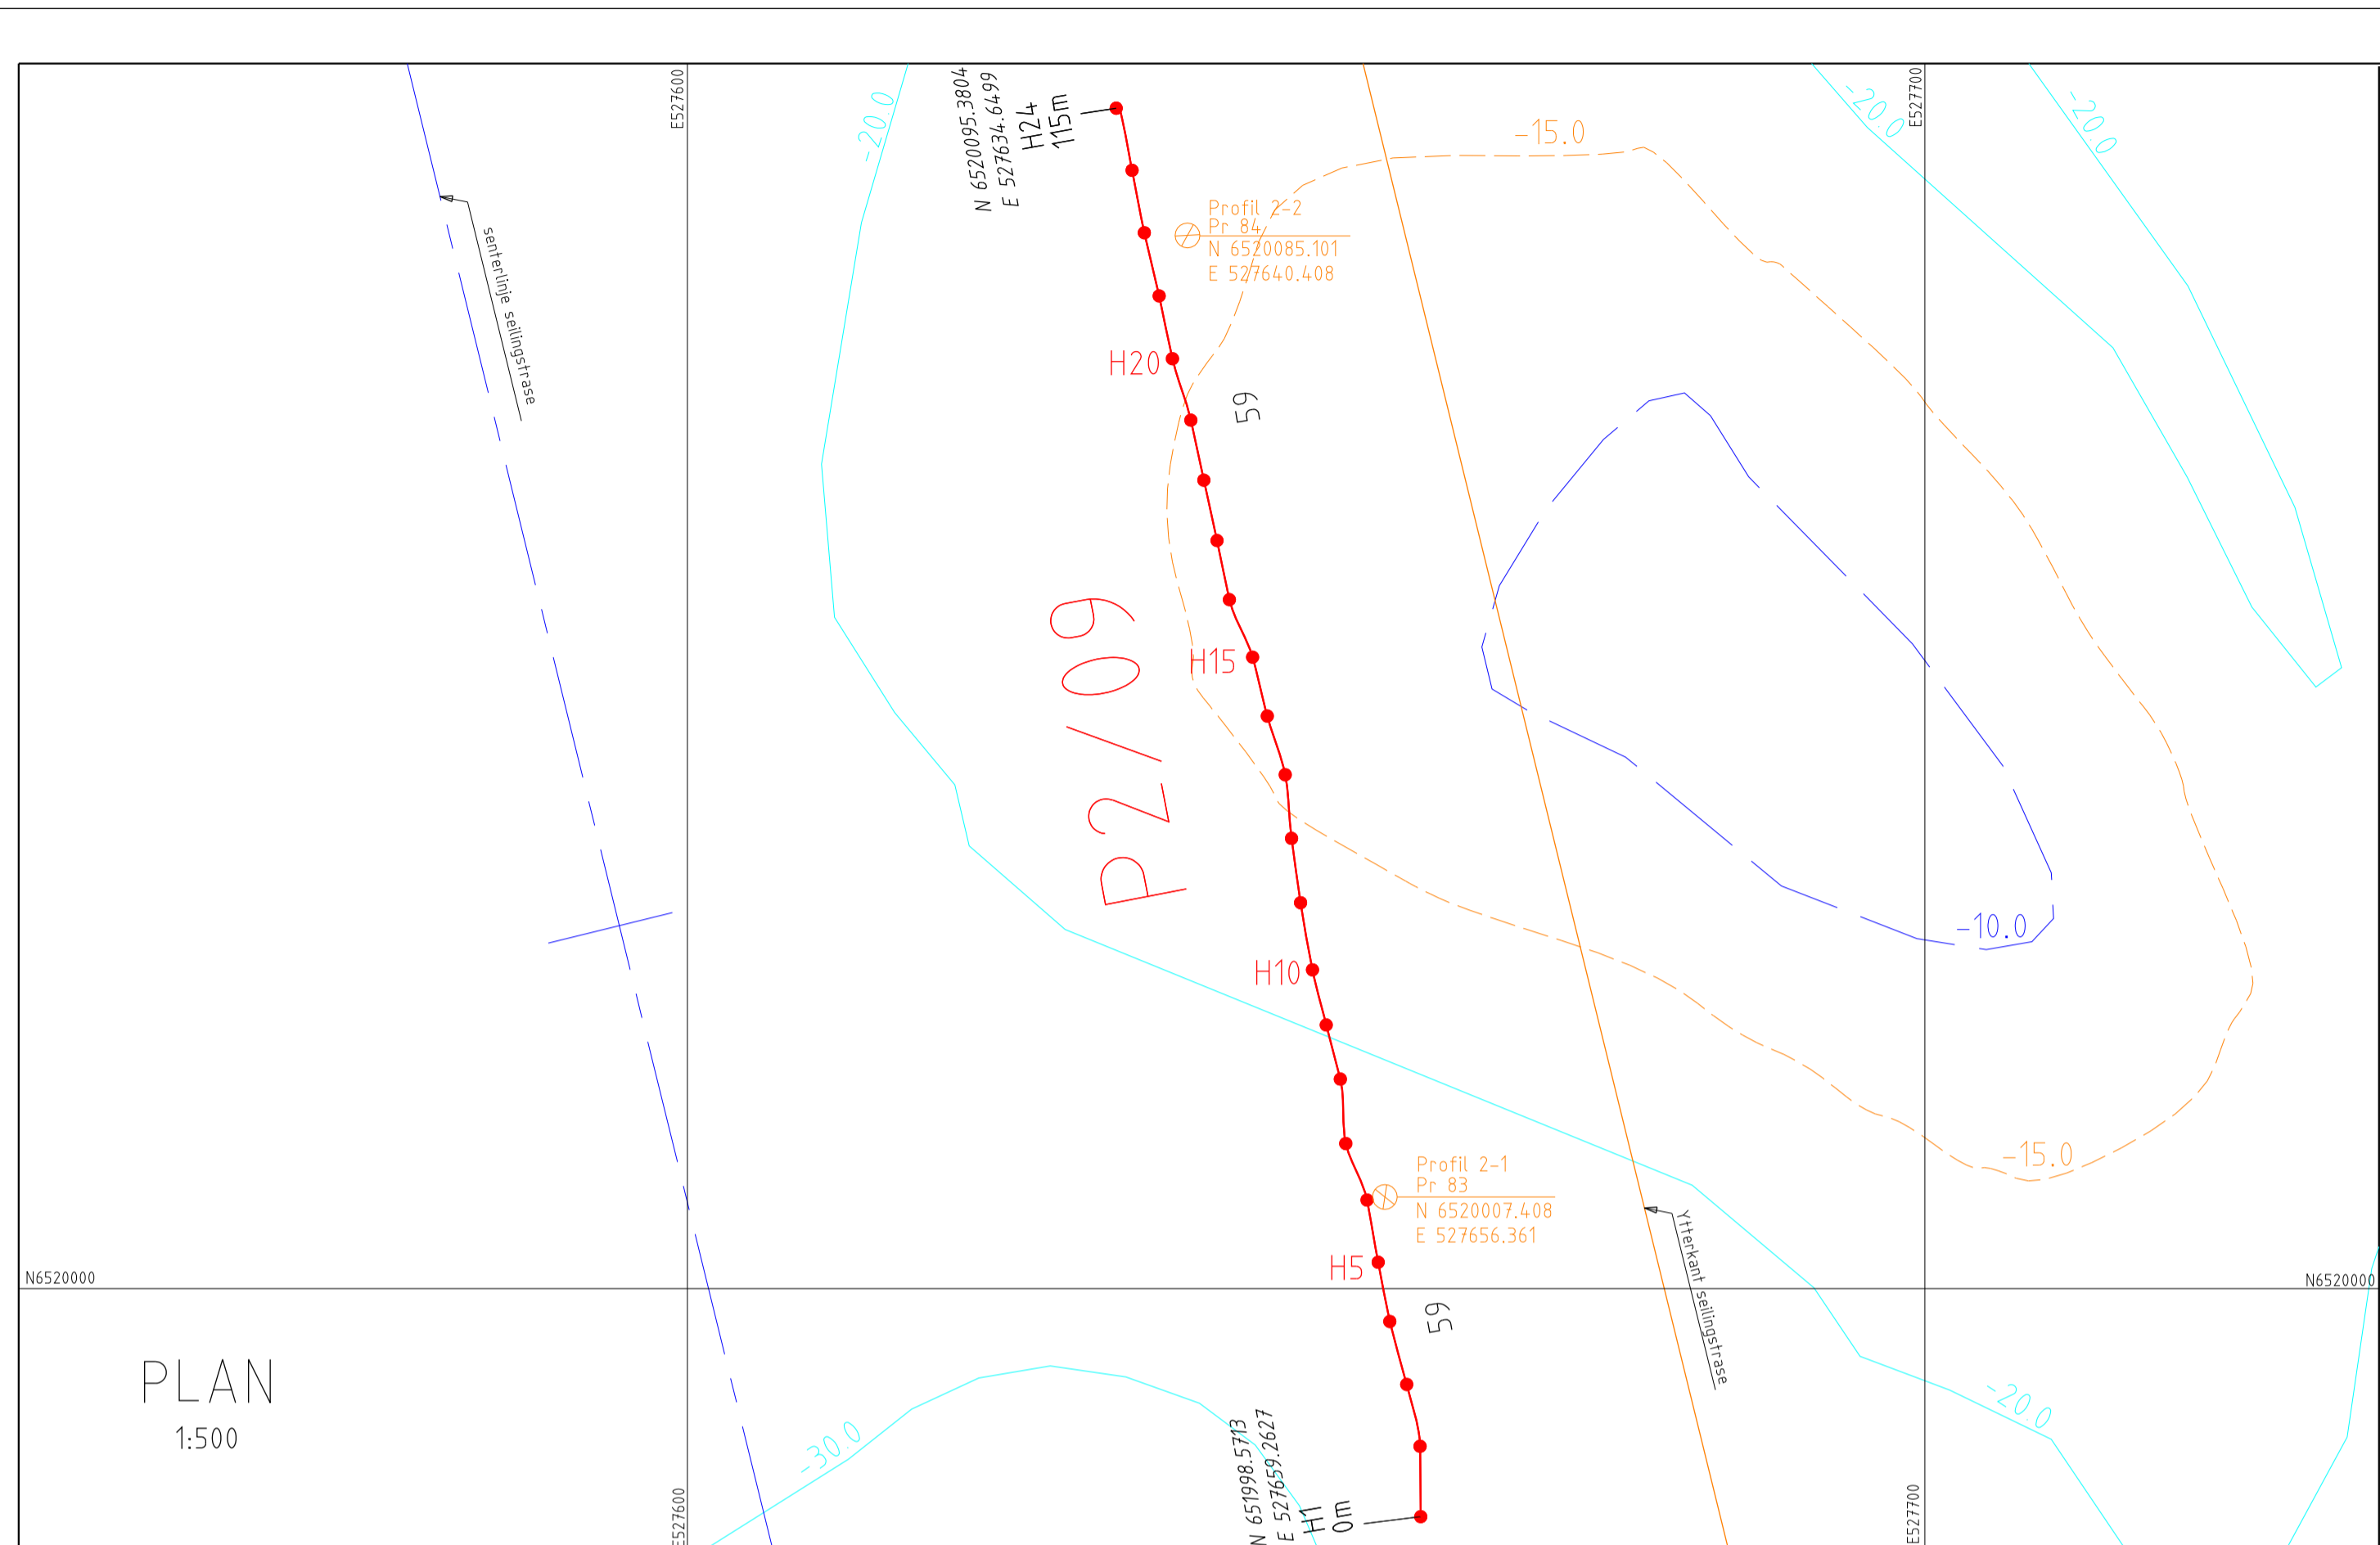 E527600
E527700
-20.0
N 6520095.3804
E 527634.6499
H24
115m
-15.0
-20.0
-20.0
senterlinje seilingstrase
Profil 2-2
Pr 84
N 6520085.101
E 527640.408
H20
59
P2/09
H15
H10
-10.0
-15.0
Profil 2-1
Pr 83
N 6520007.408
E 527656.361
H5
59
Ytterkant seilingstrase
N6520000
N6520000
PLAN
1:500
-30.0
-20.0
N 651998.5713
E 527659.2627
H1
0m
E527600
E527700